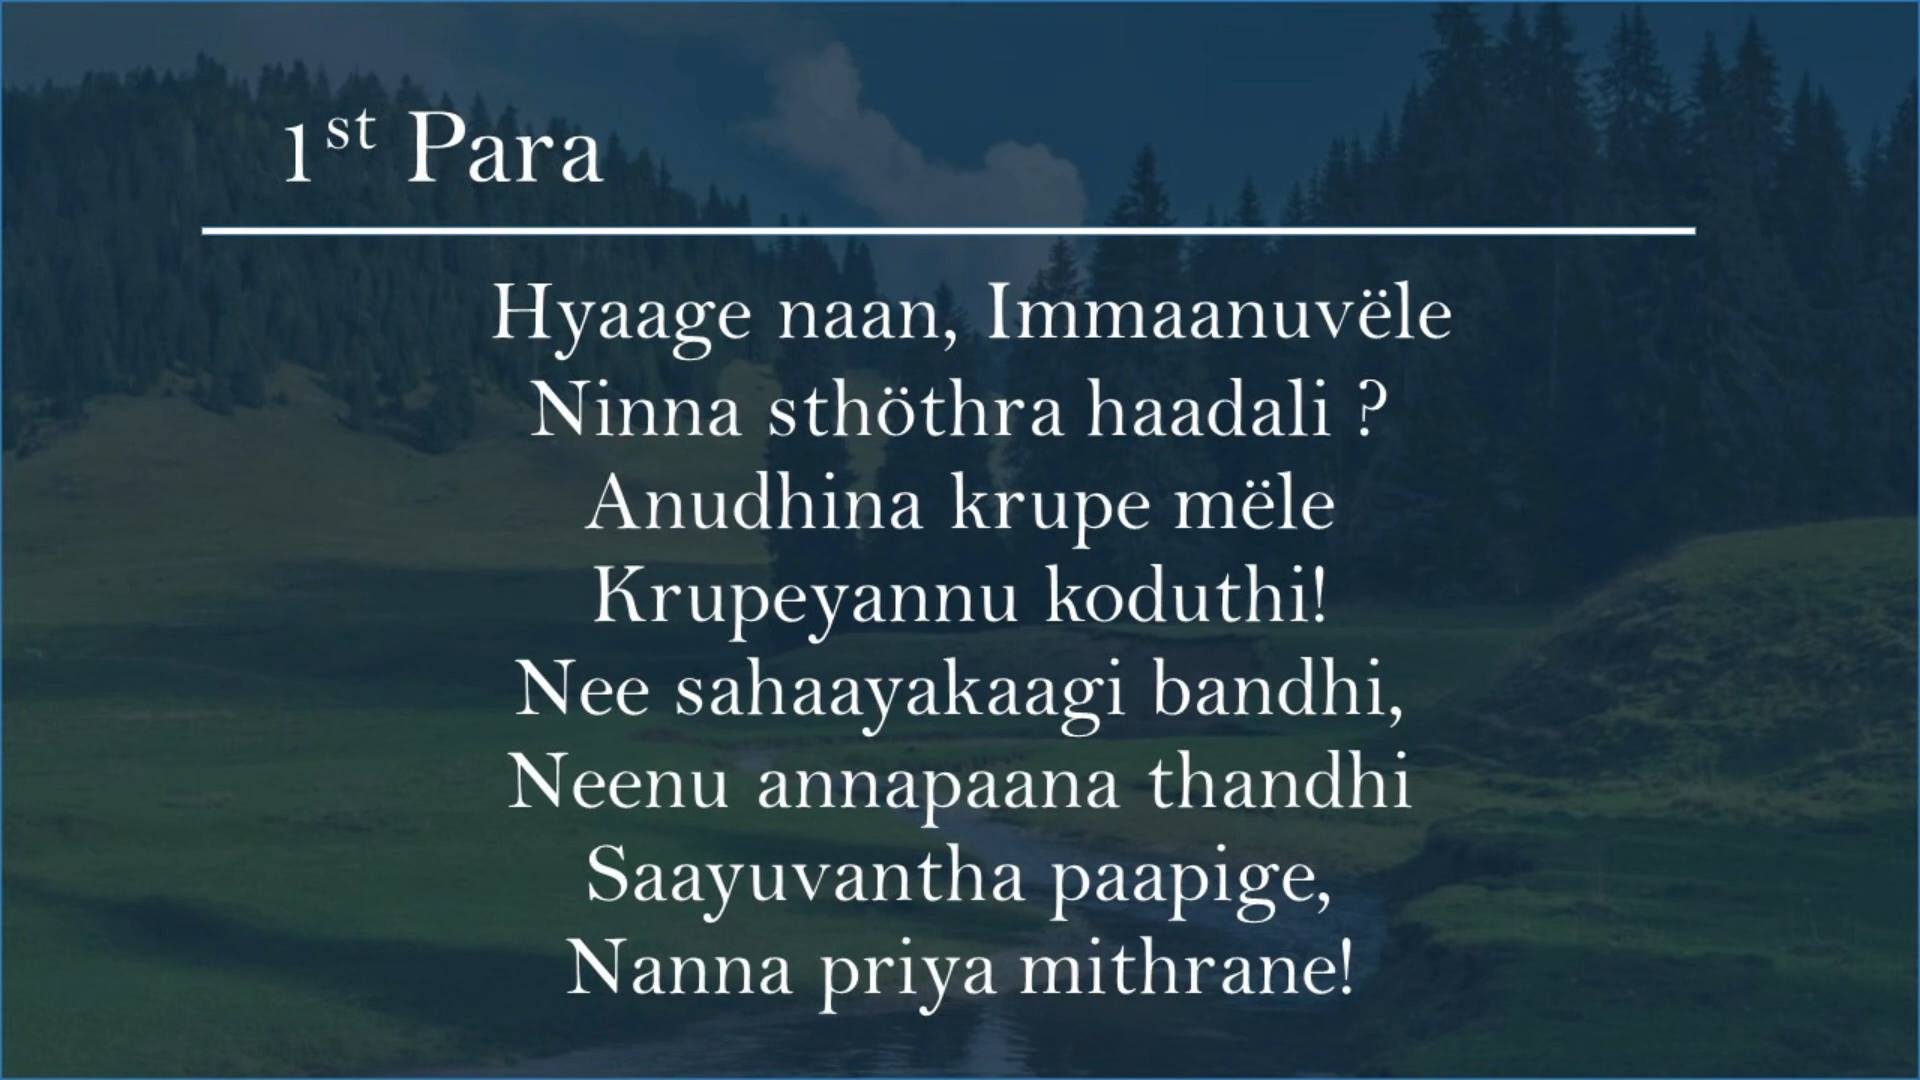 1st Para
Hyaage naan, Immaanuvële
Ninna sthöthra haadali ?
Anudhina krupe mële
Krupeyannu koduthi!
Nee sahaayakaagi bandhi,
Neenu annapaana thandhi
Saayuvantha paapige,
Nanna priya mithrane!